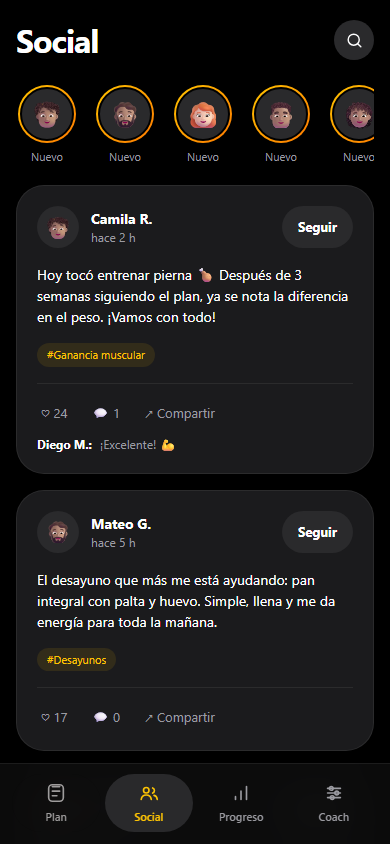 Social
Nuevo
Nuevo
Nuevo
Nuevo
Nuevo
Camila R.
hace 2 h
Seguir
Hoy tocó entrenar pierna 🍗 Después de 3
semanas siguiendo el plan, ya se nota la diferencia
en el peso. ¡Vamos con todo!
#Ganancia muscular
♡ 24 💬 1 ↗ Compartir
Diego M.: ¡Excelente! 💪
Mateo G.
hace 5 h
Seguir
El desayuno que más me está ayudando: pan
integral con palta y huevo. Simple, llena y me da
energía para toda la mañana.
#Desayunos
♡ 17 💬 0 ↗ Compartir
Plan
Social
Progreso
Coach